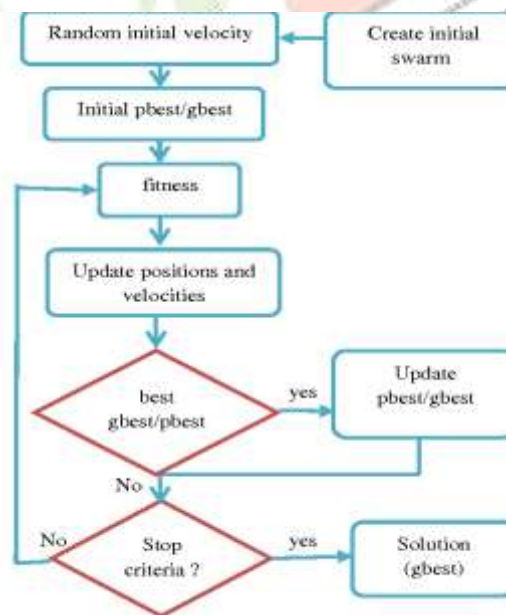 Create initial
swarm
Random initial velocity
Initial pbest/gbest
fitness
Update positions and
velocities
best
gbest/pbest
yes
Update
pbest/gbest
No
Stop
criteria ?
No
yes
Solution
(gbest)